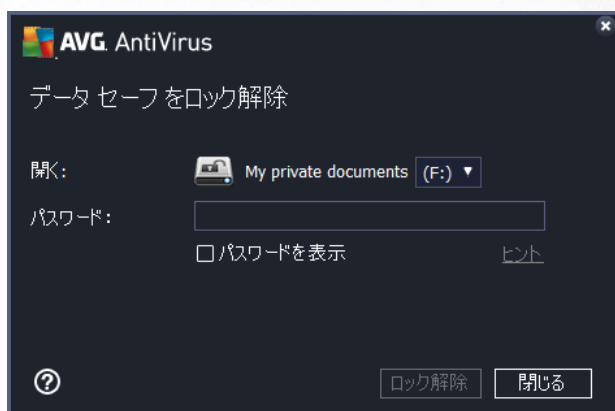 AVG. AntiVirus
データ セーフ をロック解除
開く: My private documents (F:)
パスワード:
パスワードを表示 ヒント
ロック解除 閉じる